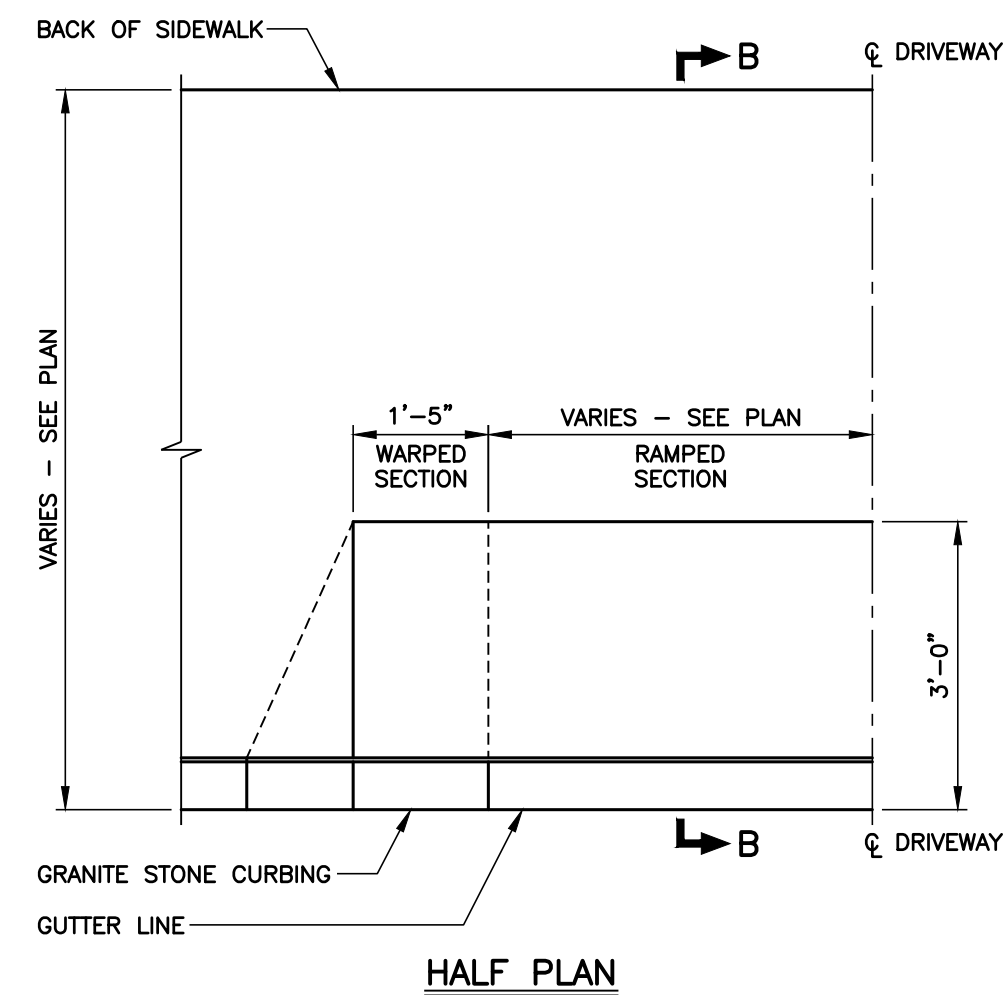 BACK OF SIDEWALK
B
℄ DRIVEWAY
VARIES - SEE PLAN
1'-5"
VARIES - SEE PLAN
WARPED
SECTION
RAMPED
SECTION
3'-0"
B
℄ DRIVEWAY
GRANITE STONE CURBING
GUTTER LINE
HALF PLAN